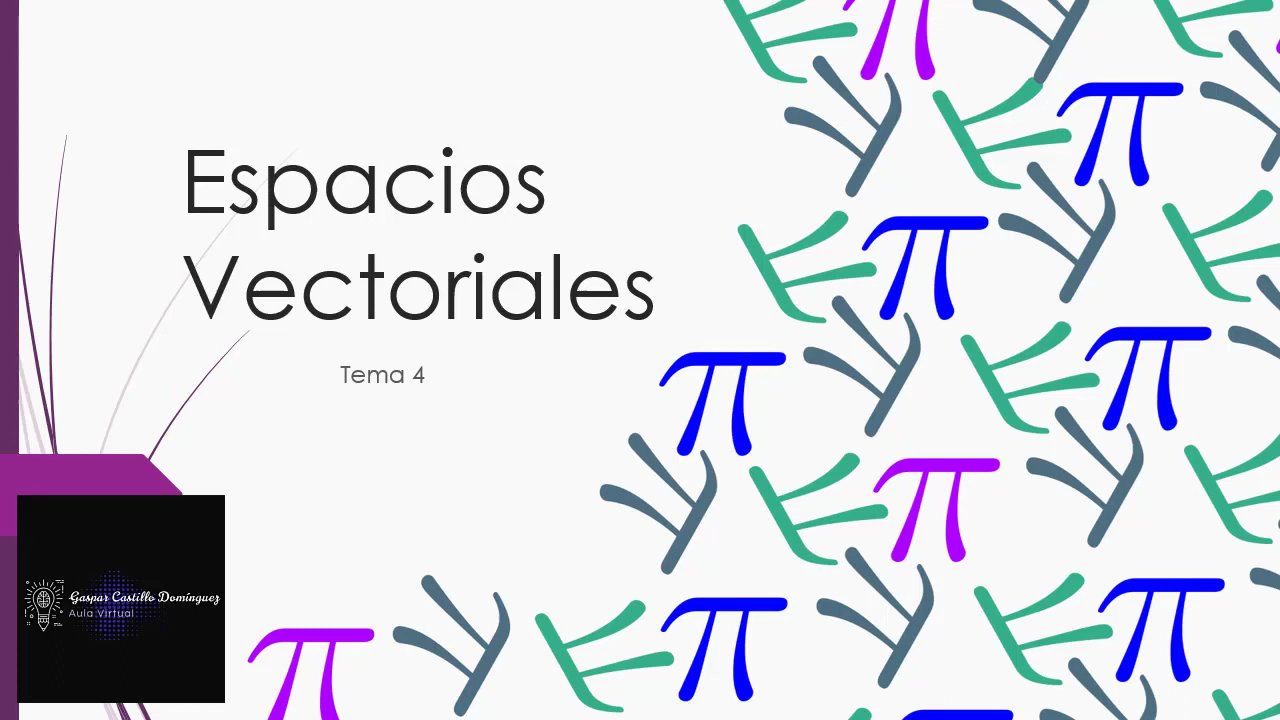 Espacios
Vectoriales
Tema 4
Gaspar Castillo Domínguez
Aula Virtual